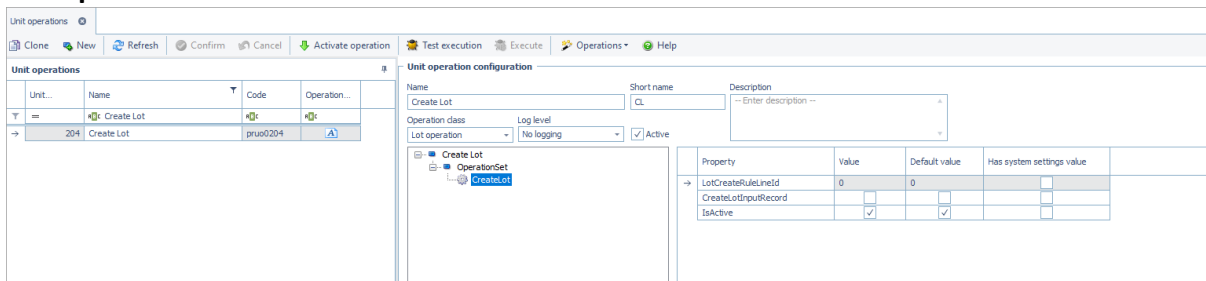 Unit operations
Clone New Refresh Confirm Cancel Activate operation Test execution Execute Operations Help
Unit operations
Unit... Name Code Operation...
= Create Lot
204 Create Lot pruo0204 A
Unit operation configuration
Name Short name Description
Create Lot CL -- Enter description --
Operation class Log level
Lot operation No logging Active
Create Lot
OperationSet
CreateLot
Property Value Default value Has system settings value
LotCreateRuleLineId 0 0
CreateLotInputRecord
IsActive